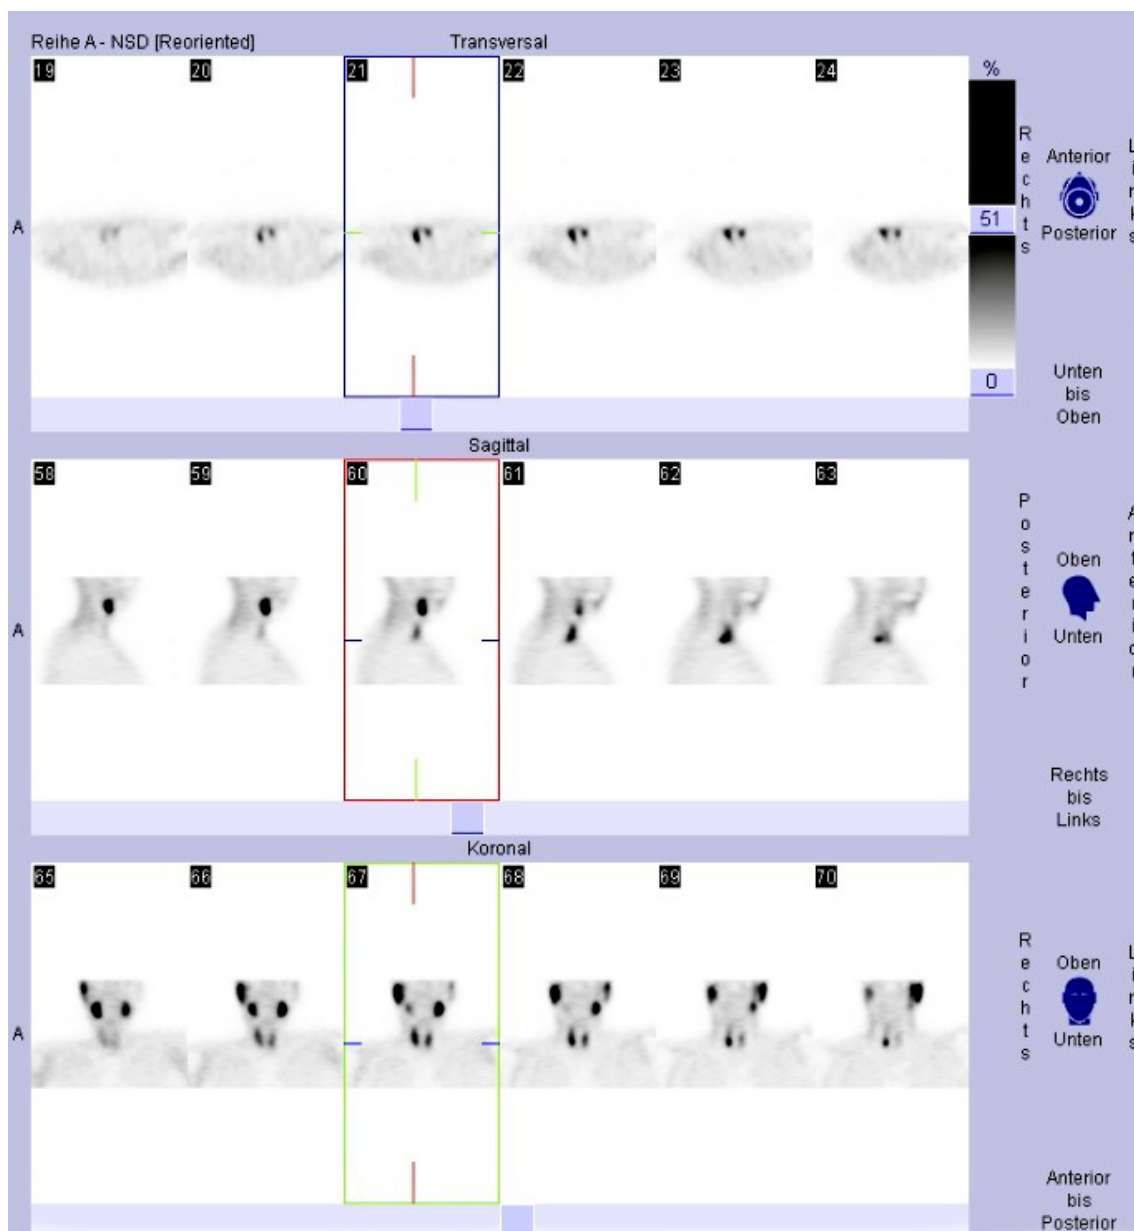 Reihe A - NSD [Reoriented]
Transversal
19 20 21 22 23 24
%
51
0
A
Rechts
Anterior
Posterior
Unten
bis
Oben
Sagittal
58 59 60 61 62 63
A
Posterior
Oben
Unten
Rechts
bis
Links
Koronal
65 66 67 68 69 70
A
Rechts
Oben
Unten
Anterior
bis
Posterior